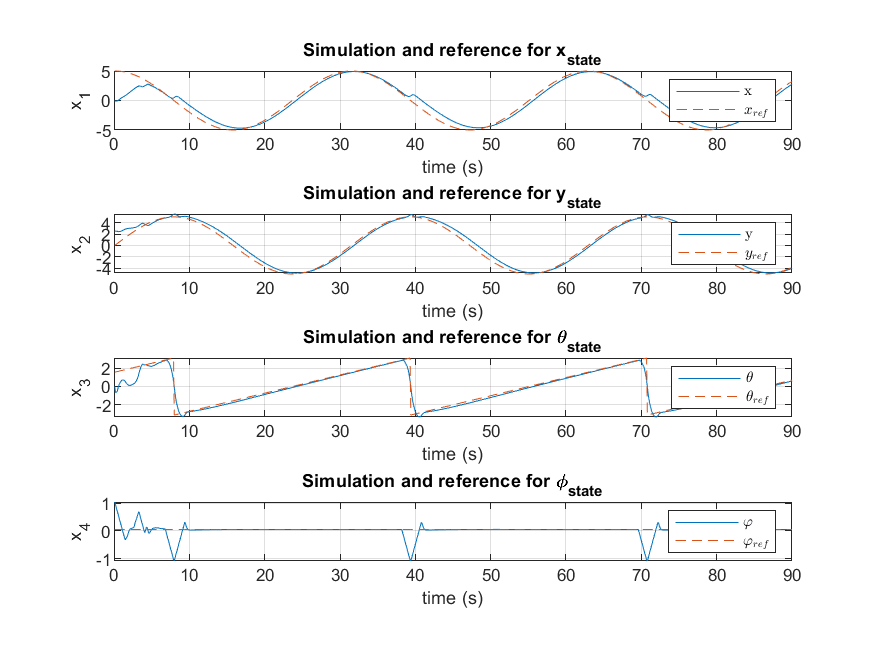 Simulation and reference for x_state
5
0
-5
x_1
x
x_ref
0 10 20 30 40 50 60 70 80 90
time (s)
Simulation and reference for y_state
4
2
0
-2
-4
x_2
y
y_ref
0 10 20 30 40 50 60 70 80 90
time (s)
Simulation and reference for θ_state
2
0
-2
x_3
θ
θ_ref
0 10 20 30 40 50 60 70 80 90
time (s)
Simulation and reference for ϕ_state
1
0
-1
x_4
φ
φ_ref
0 10 20 30 40 50 60 70 80 90
time (s)